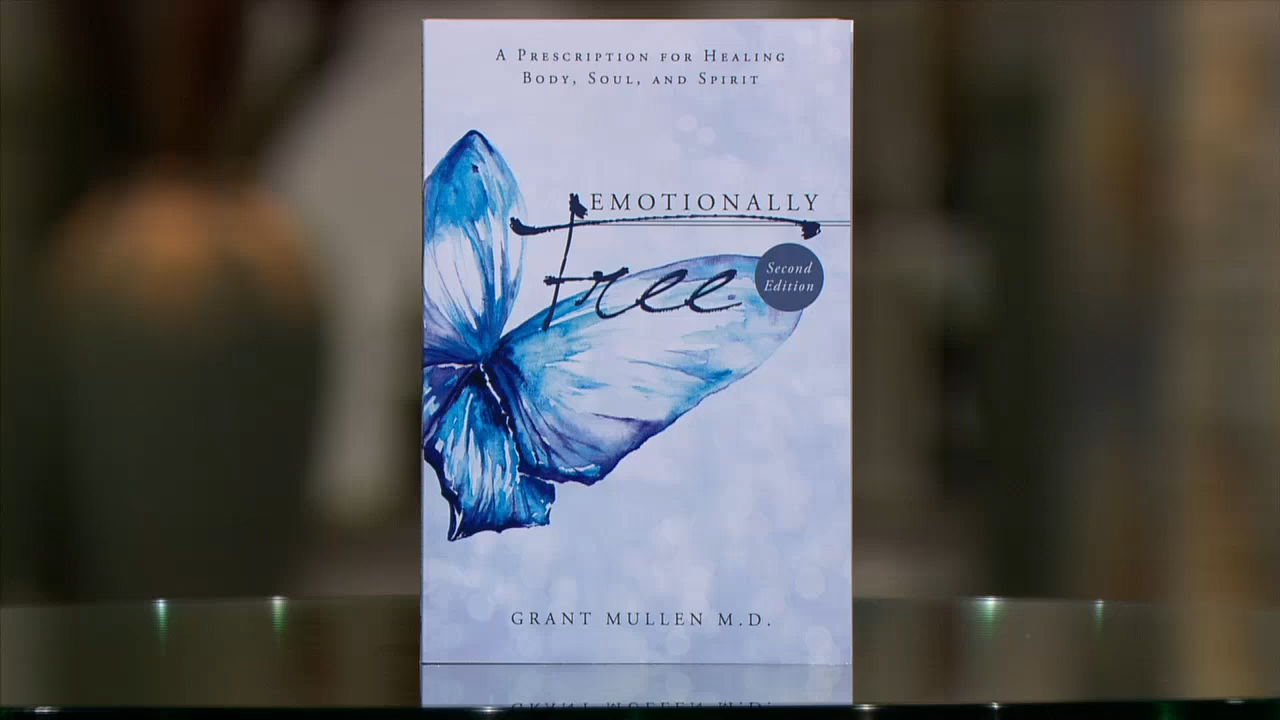 A PRESCRIPTION FOR HEALING
BODY, SOUL, AND SPIRIT
EMOTIONALLY
Free
Second
Edition
GRANT MULLEN M.D.